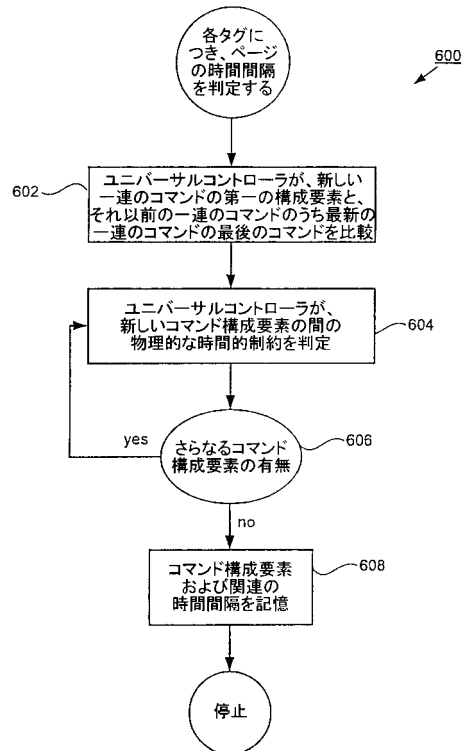 各タグに
つき、ページ
の時間間隔
を判定する
600
602
ユニバーサルコントローラが、新しい
一連のコマンドの第一の構成要素と、
それ以前の一連のコマンドのうち最新の
一連のコマンドの最後のコマンドを比較
ユニバーサルコントローラが、
新しいコマンド構成要素の間の
物理的な時間的制約を判定
604
yes
さらなるコマンド
構成要素の有無
606
no
コマンド構成要素
および関連の
時間間隔を記憶
608
停止